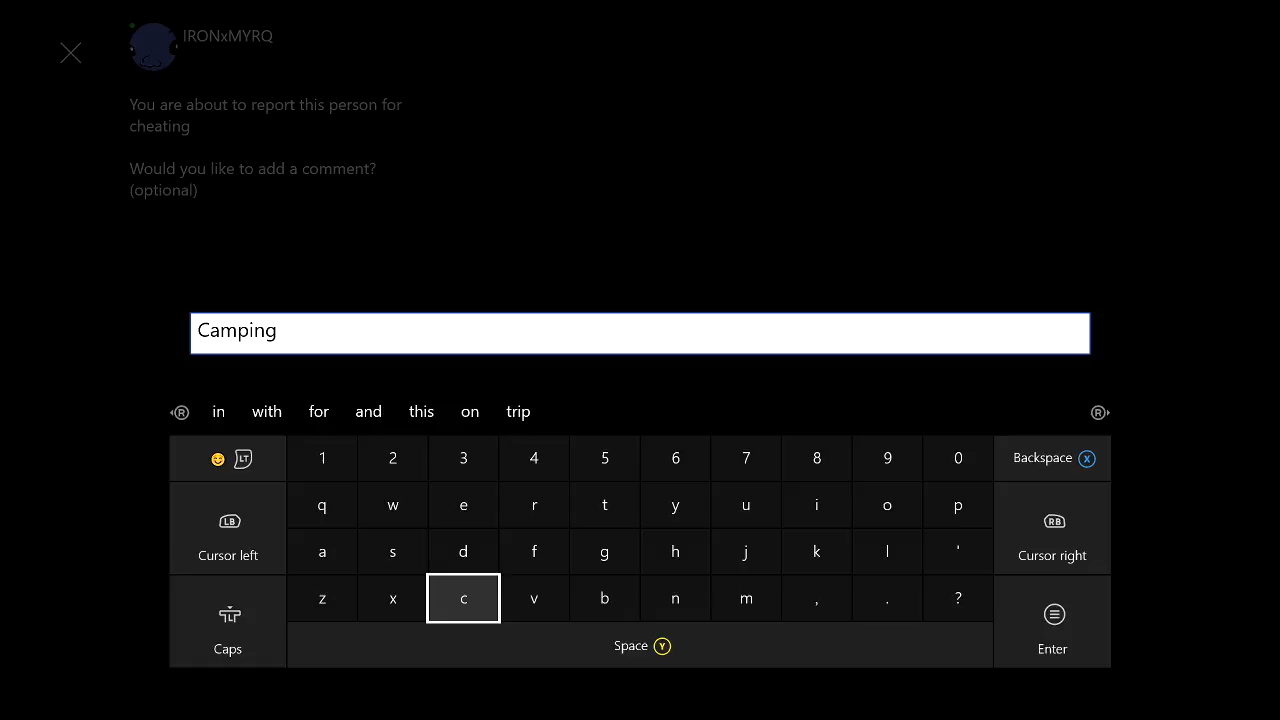 IRONxMYRQ
You are about to report this person for
cheating
Would you like to add a comment?
(optional)
Camping
R in with for and this on trip R
LT 1 2 3 4 5 6 7 8 9 0 Backspace X
LB q w e r t y u i o p RB
Cursor left a s d f g h j k l ' Cursor right
LT z x c v b n m , . ?
Caps Space Y Enter